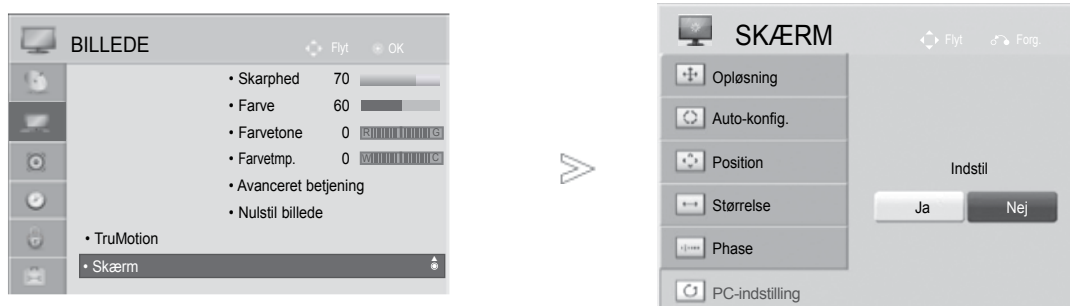 BILLEDE
Flyt OK
• Skarphed 70
• Farve 60
• Farvetone 0 R G
• Farvetmp. 0 W C
• Avanceret betjening
• Nulstil billede
• TruMotion
• Skærm
SKÆRM
Flyt Forg.
Opløsning
Auto-konfig.
Position
Størrelse
Phase
PC-indstilling
Indstil
Ja Nej